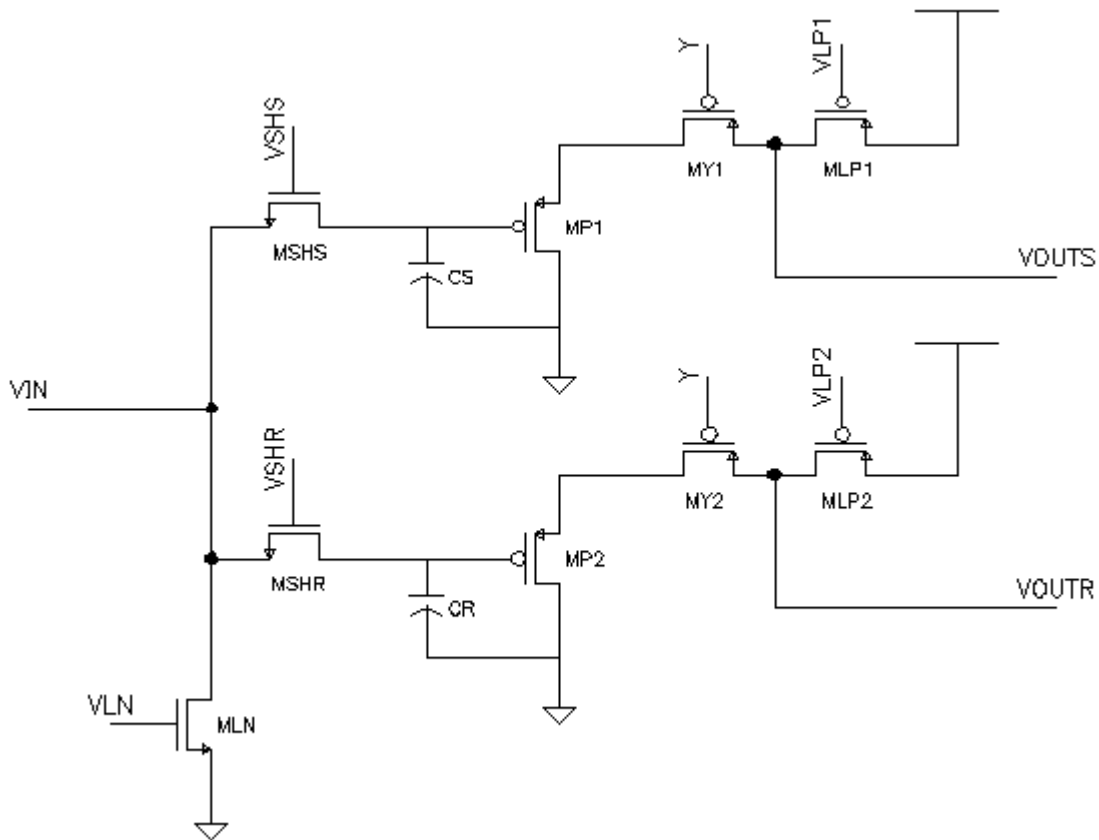 Y
VLP1
VSHS
MY1
MLP1
MP1
MSHS
CS
VOUTS
VIN
Y
VLP2
VSHR
MY2
MLP2
MP2
MSHR
CR
VOUTR
VLN
MLN